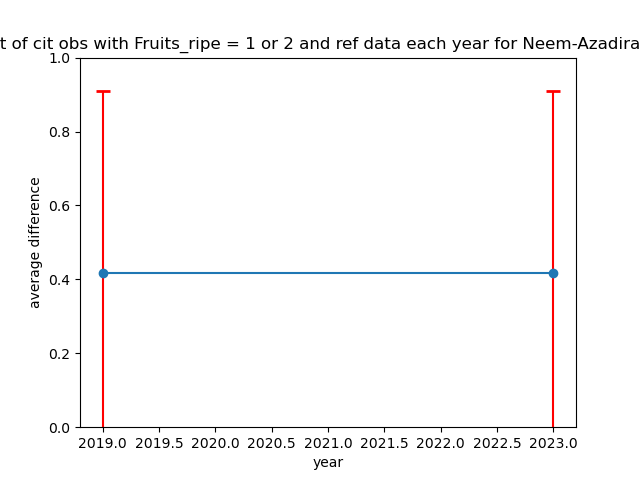 t of cit obs with Fruits_ripe = 1 or 2 and ref data each year for Neem-Azadira
1.0
0.8
0.6
0.4
0.2
0.0
average difference
2019.0 2019.5 2020.0 2020.5 2021.0 2021.5 2022.0 2022.5 2023.0
year